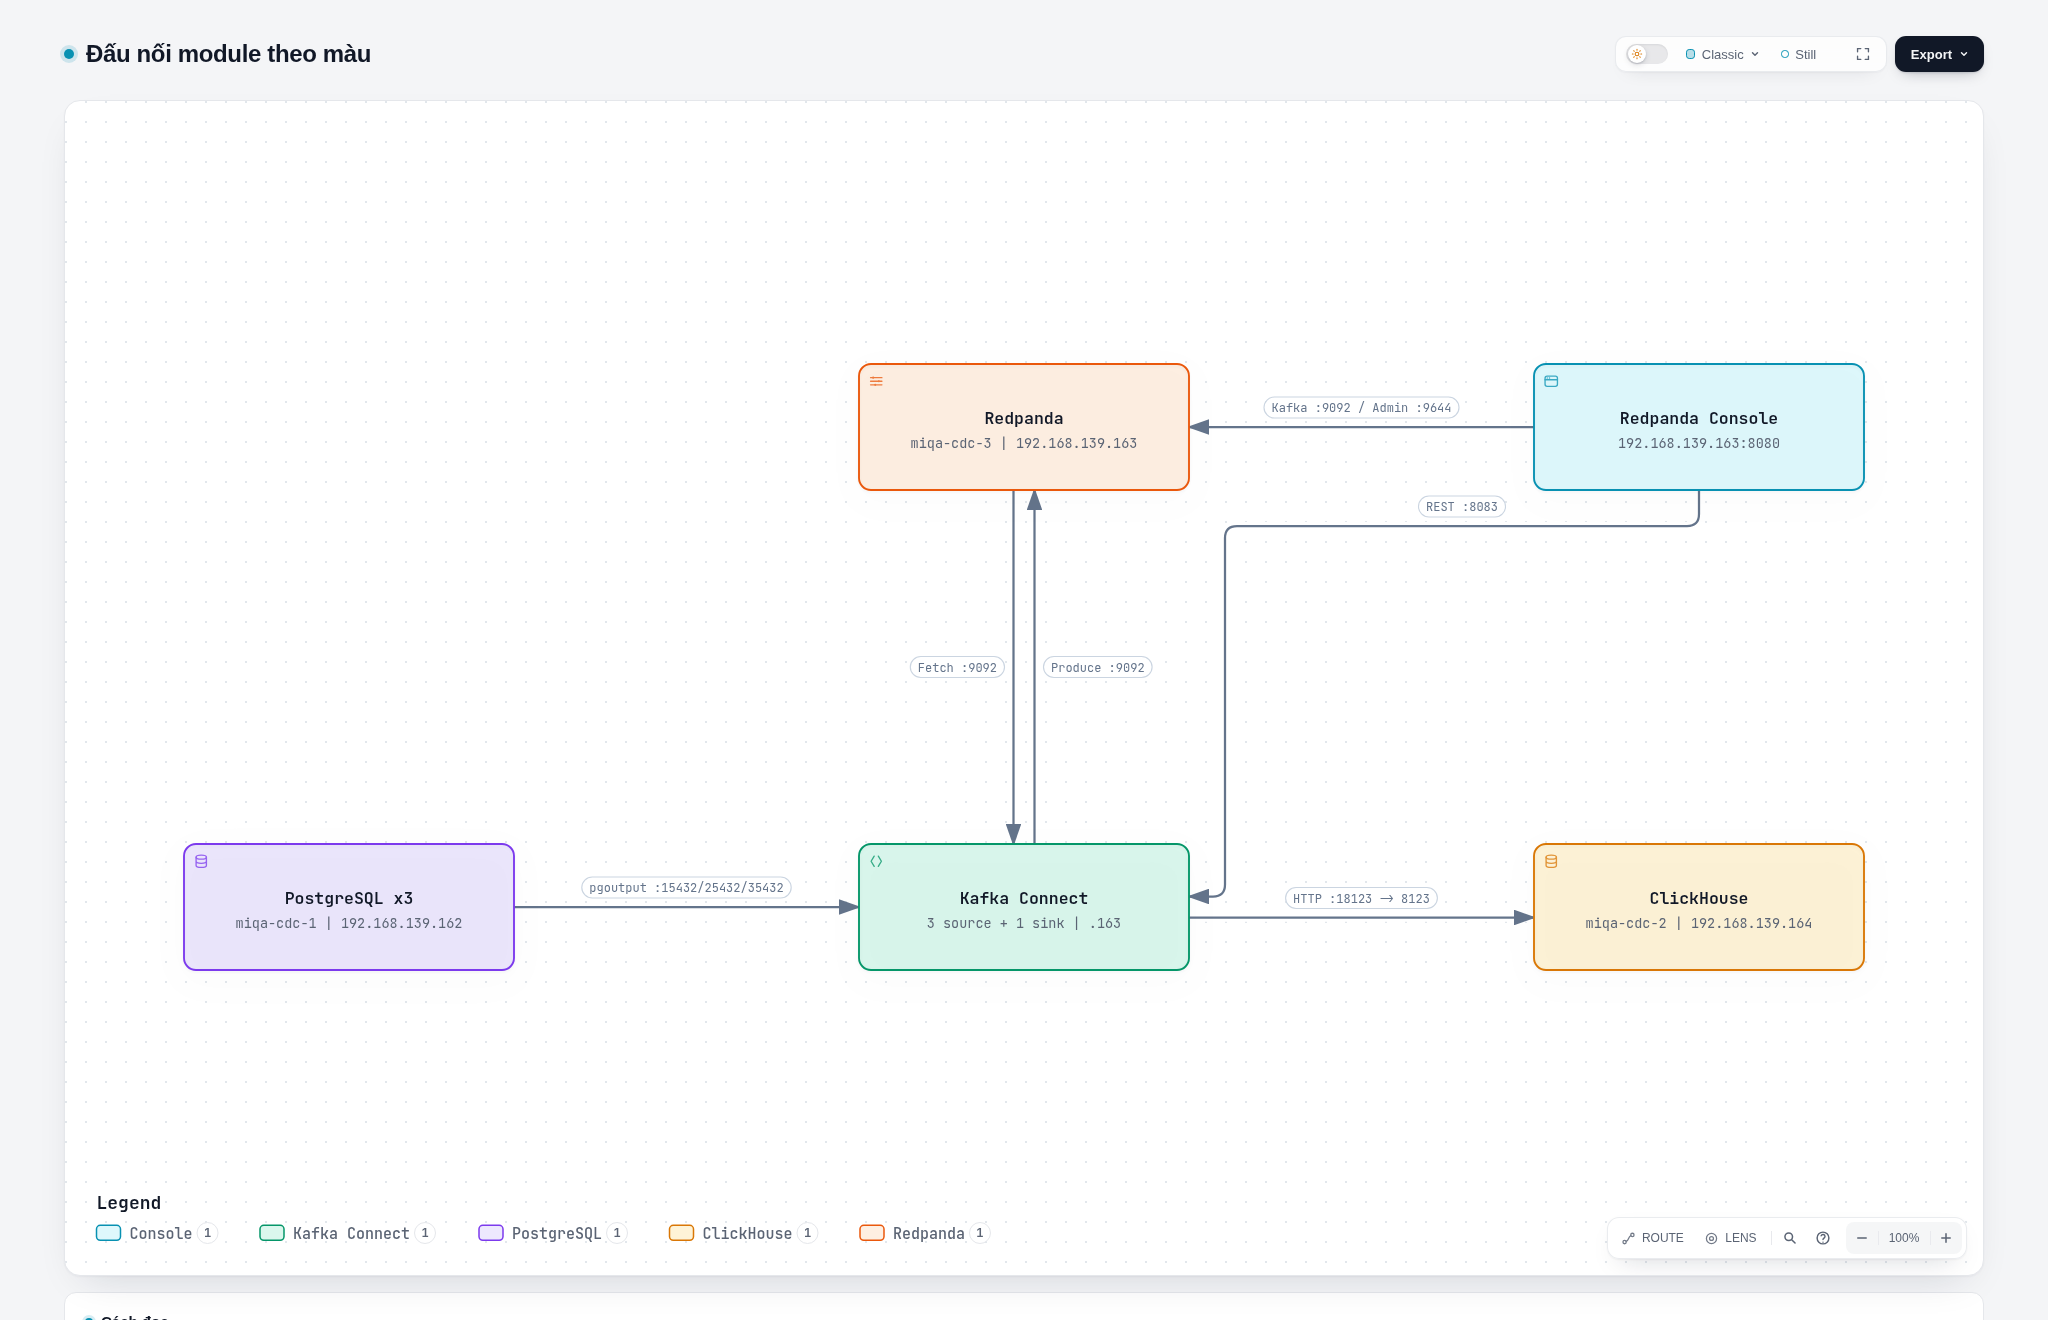 Đấu nối module theo màu
Classic
Still
Export
Redpanda
miqa-cdc-3 | 192.168.139.163
Kafka :9092 / Admin :9644
Redpanda Console
192.168.139.163:8080
REST :8083
Fetch :9092
Produce :9092
PostgreSQL x3
miqa-cdc-1 | 192.168.139.162
pgoutput :15432/25432/35432
Kafka Connect
3 source + 1 sink | .163
HTTP :18123 → 8123
ClickHouse
miqa-cdc-2 | 192.168.139.164
Legend
Console 1
Kafka Connect 1
PostgreSQL 1
ClickHouse 1
Redpanda 1
ROUTE
LENS
100%